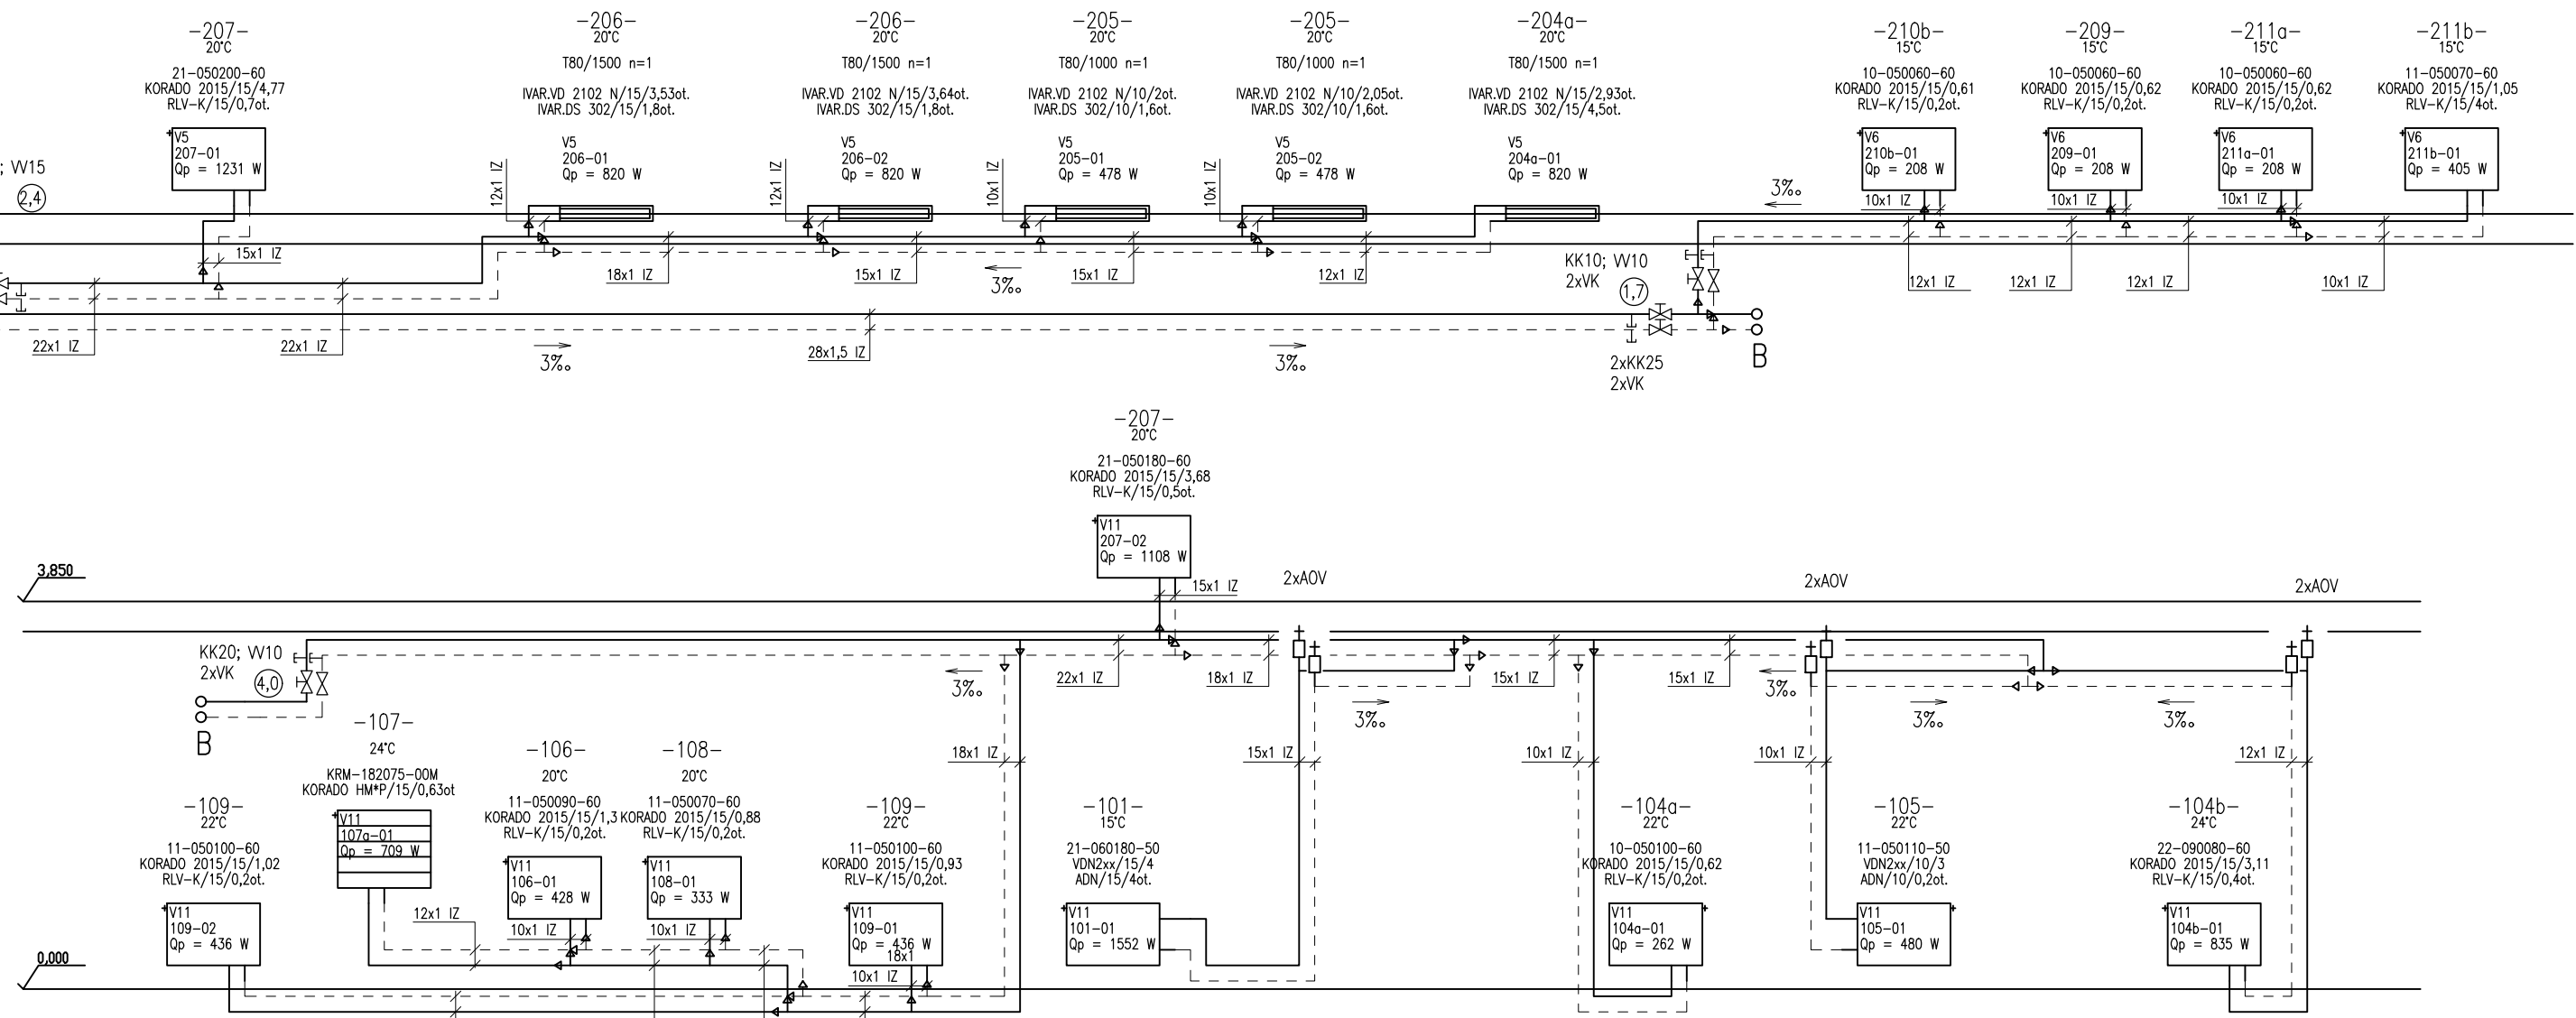 -207-
20°C
21-050200-60
KORADO 2015/15/4,77
RLV-K/15/0,7ot.
V5
207-01
Qp = 1231 W
; VV15
2,4
15x1 IZ
22x1 IZ
22x1 IZ
-206-
20°C
T80/1500 n=1
IVAR.VD 2102 N/15/3,53ot.
IVAR.DS 302/15/1,8ot.
V5
206-01
Qp = 820 W
12x1 IZ
18x1 IZ
3‰
-206-
20°C
T80/1500 n=1
IVAR.VD 2102 N/15/3,64ot.
IVAR.DS 302/15/1,8ot.
V5
206-02
Qp = 820 W
12x1 IZ
15x1 IZ
28x1,5 IZ
3‰
-205-
20°C
T80/1000 n=1
IVAR.VD 2102 N/10/2ot.
IVAR.DS 302/10/1,6ot.
V5
205-01
Qp = 478 W
10x1 IZ
15x1 IZ
-205-
20°C
T80/1000 n=1
IVAR.VD 2102 N/10/2,05ot.
IVAR.DS 302/10/1,6ot.
V5
205-02
Qp = 478 W
10x1 IZ
12x1 IZ
3‰
-204a-
20°C
T80/1500 n=1
IVAR.VD 2102 N/15/2,93ot.
IVAR.DS 302/15/4,5ot.
V5
204a-01
Qp = 820 W
3‰
KK10; VV10
2xVK
1,7
2xKK25
2xVK
B
-210b-
15°C
10-050060-60
KORADO 2015/15/0,61
RLV-K/15/0,2ot.
V6
210b-01
Qp = 208 W
10x1 IZ
12x1 IZ
-209-
15°C
10-050060-60
KORADO 2015/15/0,62
RLV-K/15/0,2ot.
V6
209-01
Qp = 208 W
10x1 IZ
12x1 IZ
-211a-
15°C
10-050060-60
KORADO 2015/15/0,62
RLV-K/15/0,2ot.
V6
211a-01
Qp = 208 W
10x1 IZ
12x1 IZ
-211b-
15°C
11-050070-60
KORADO 2015/15/1,05
RLV-K/15/4ot.
V6
211b-01
Qp = 405 W
10x1 IZ
-207-
20°C
21-050180-60
KORADO 2015/15/3,68
RLV-K/15/0,5ot.
V11
207-02
Qp = 1108 W
15x1 IZ
3,850
2xAOV
2xAOV
2xAOV
KK20; VV10
2xVK
4,0
B
3‰
22x1 IZ
18x1 IZ
3‰
15x1 IZ
15x1 IZ
3‰
3‰
3‰
18x1 IZ
15x1 IZ
10x1 IZ
10x1 IZ
12x1 IZ
-109-
22°C
11-050100-60
KORADO 2015/15/1,02
RLV-K/15/0,2ot.
V11
109-02
Qp = 436 W
-107-
24°C
KRM-182075-00M
KORADO HM*P/15/0,63ot
V11
107a-01
Qp = 709 W
12x1 IZ
-106-
20°C
11-050090-60
KORADO 2015/15/1,3
RLV-K/15/0,2ot.
V11
106-01
Qp = 428 W
10x1 IZ
-108-
20°C
11-050070-60
KORADO 2015/15/0,88
RLV-K/15/0,2ot.
V11
108-01
Qp = 333 W
10x1 IZ
-109-
22°C
11-050100-60
KORADO 2015/15/0,93
RLV-K/15/0,2ot.
V11
109-01
Qp = 436 W
18x1
10x1 IZ
-101-
15°C
21-060180-50
VDN2xx/15/4
ADN/15/4ot.
V11
101-01
Qp = 1552 W
-104a-
22°C
10-050100-60
KORADO 2015/15/0,62
RLV-K/15/0,2ot.
V11
104a-01
Qp = 262 W
-105-
22°C
11-050110-50
VDN2xx/10/3
ADN/10/0,2ot.
V11
105-01
Qp = 480 W
-104b-
24°C
22-090080-60
KORADO 2015/15/3,11
RLV-K/15/0,4ot.
V11
104b-01
Qp = 835 W
0,000